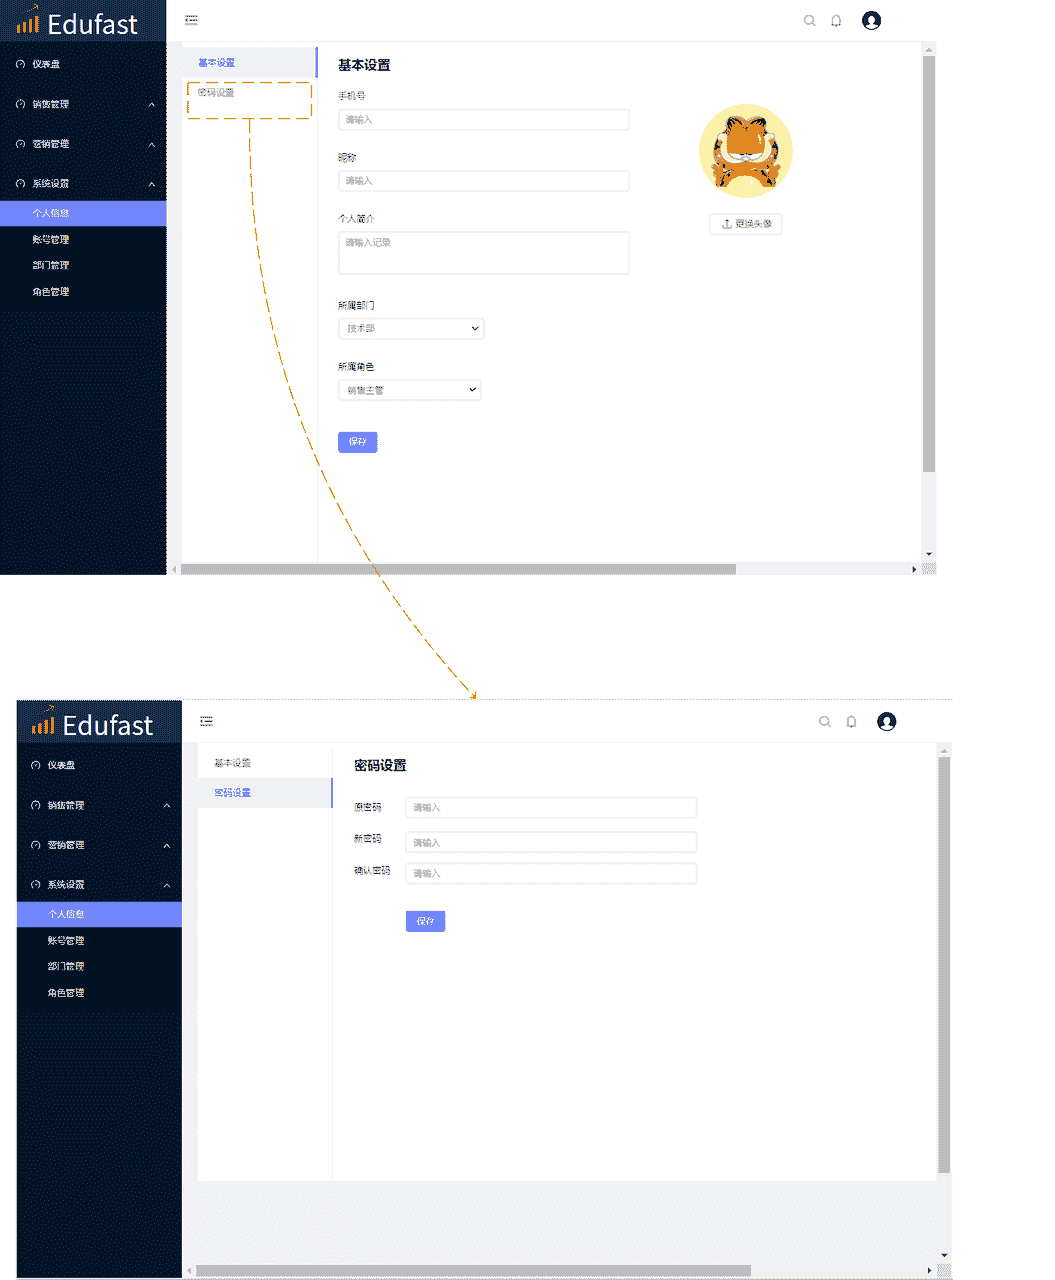 Edufast
仪表盘
销售管理
营销管理
系统设置
个人信息
账号管理
部门管理
角色管理
基本设置
密码设置
基本设置
手机号
请输入
昵称
请输入
个人简介
请输入记录
所属部门
技术部
所属角色
销售主管
保存
更换头像
Edufast
仪表盘
销售管理
营销管理
系统设置
个人信息
账号管理
部门管理
角色管理
基本设置
密码设置
密码设置
原密码
请输入
新密码
请输入
确认密码
请输入
保存